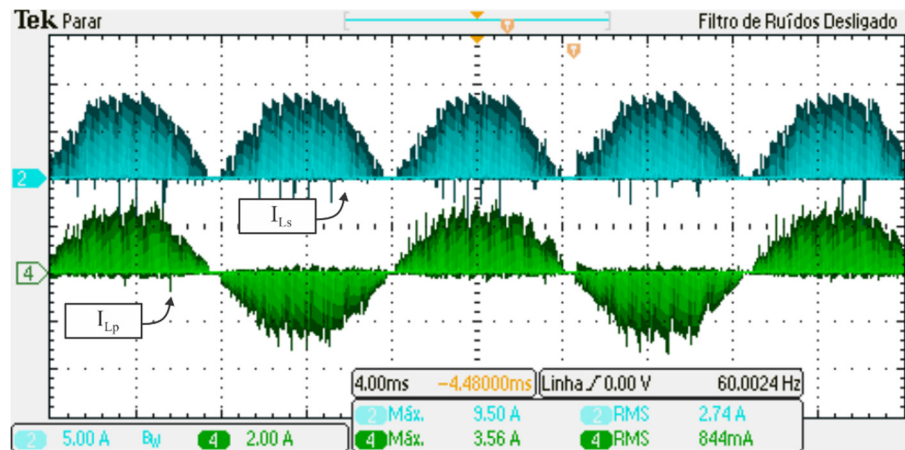 Tek Parar Filtro de Ruídos Desligado
T
T
2
I_Ls
4
I_Lp
4.00ms -4.48000ms Linha ∫ 0.00 V 60.0024 Hz
2 Máx. 9.50 A 2 RMS 2.74 A
2 5.00 A BW 4 2.00 A 4 Máx. 3.56 A 4 RMS 844mA